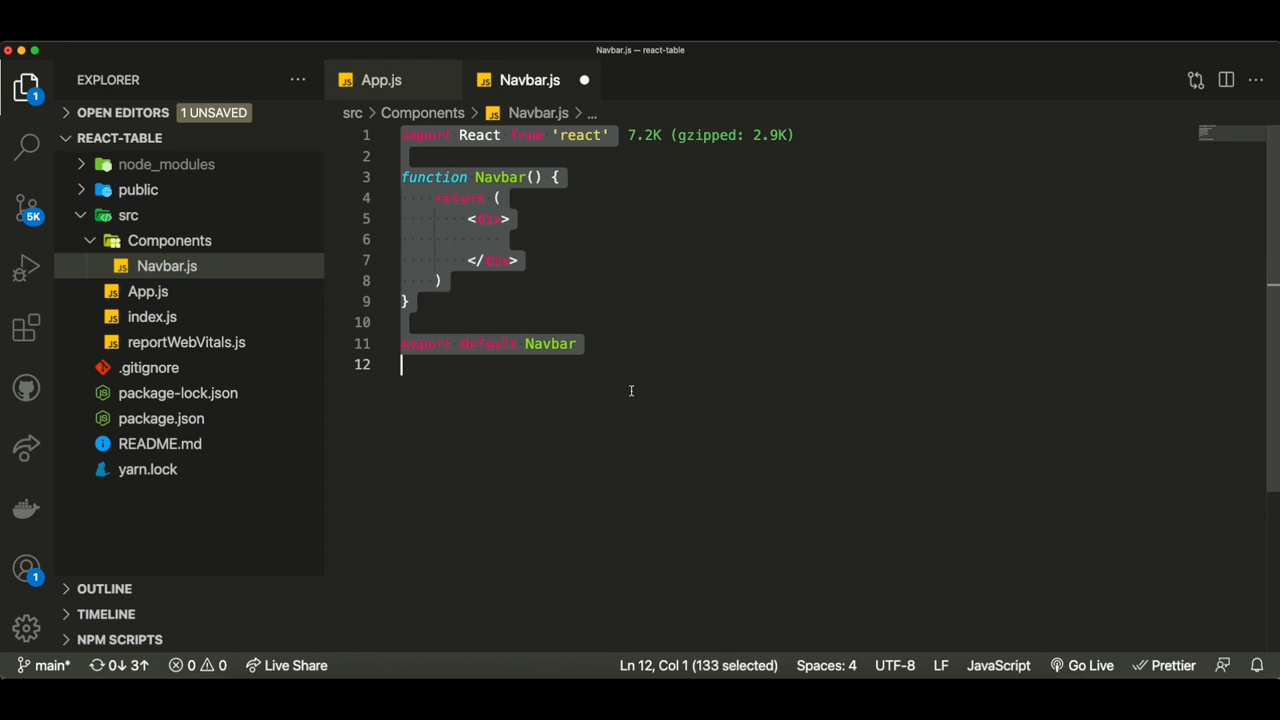 Navbar.js — react-table
EXPLORER
OPEN EDITORS 1 UNSAVED
REACT-TABLE
node_modules
public
src
Components
Navbar.js
App.js
index.js
reportWebVitals.js
.gitignore
package-lock.json
package.json
README.md
yarn.lock
OUTLINE
TIMELINE
NPM SCRIPTS
1
5K
1
App.js
Navbar.js
src > Components > Navbar.js > ...
1 import React from 'react' 7.2K (gzipped: 2.9K)
2
3 function Navbar() {
4 return (
5 <div>
6
7 </div>
8 )
9 }
10
11 export default Navbar
12
main* 0↓ 3↑ 0 0 Live Share Ln 12, Col 1 (133 selected) Spaces: 4 UTF-8 LF JavaScript Go Live Prettier